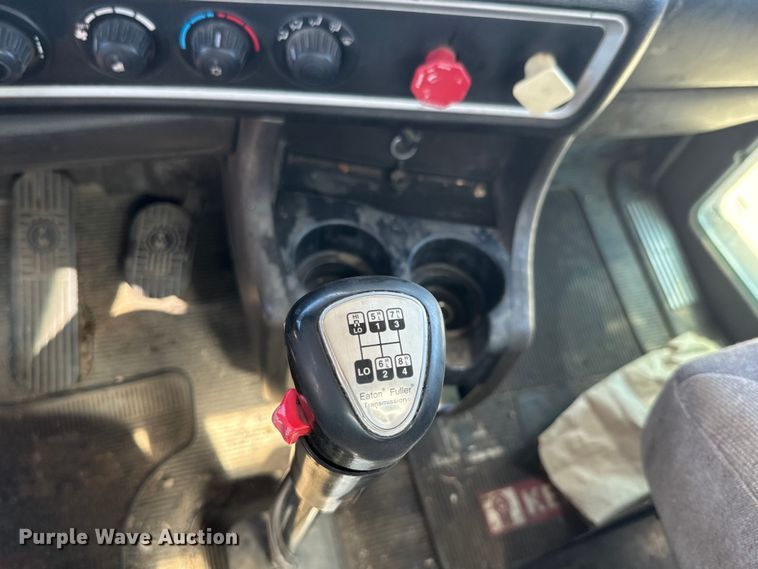 HI
R
LO
5
1
7
3
LO
6
2
8
4
Eaton® Fuller®
Transmissions
Purple Wave Auction